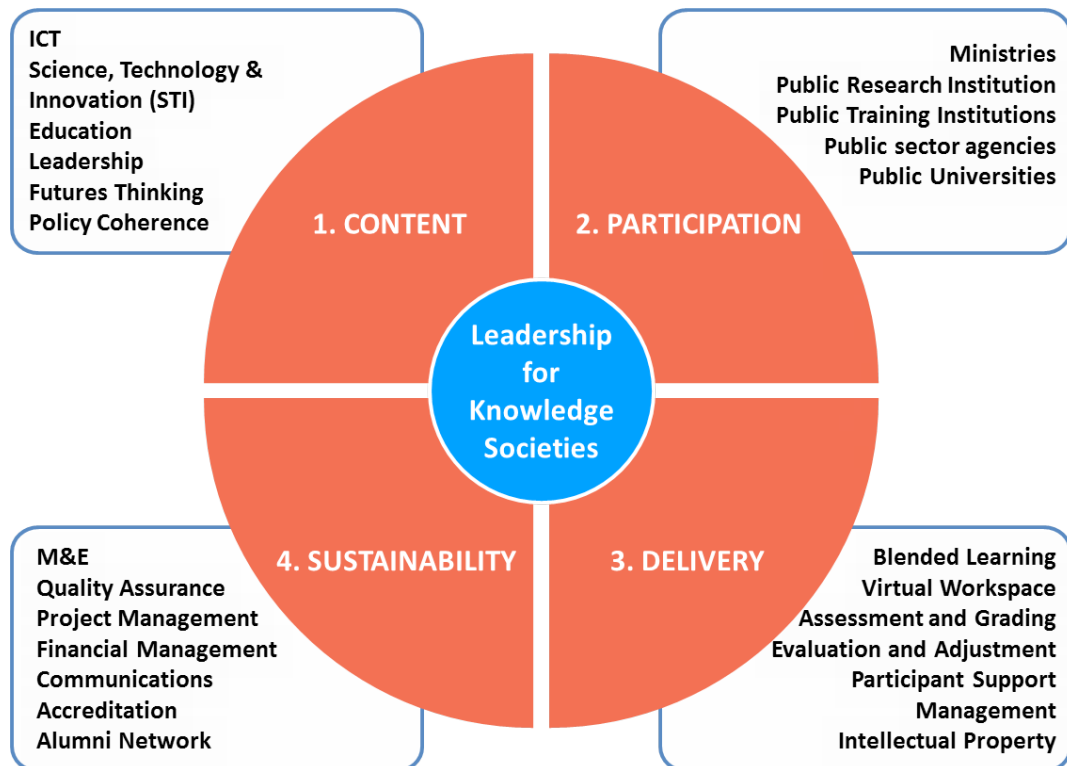 ICT
Science, Technology &
Innovation (STI)
Education
Leadership
Futures Thinking
Policy Coherence
Ministries
Public Research Institution
Public Training Institutions
Public sector agencies
Public Universities
1. CONTENT
2. PARTICIPATION
Leadership
for
Knowledge
Societies
4. SUSTAINABILITY
3. DELIVERY
M&E
Quality Assurance
Project Management
Financial Management
Communications
Accreditation
Alumni Network
Blended Learning
Virtual Workspace
Assessment and Grading
Evaluation and Adjustment
Participant Support
Management
Intellectual Property